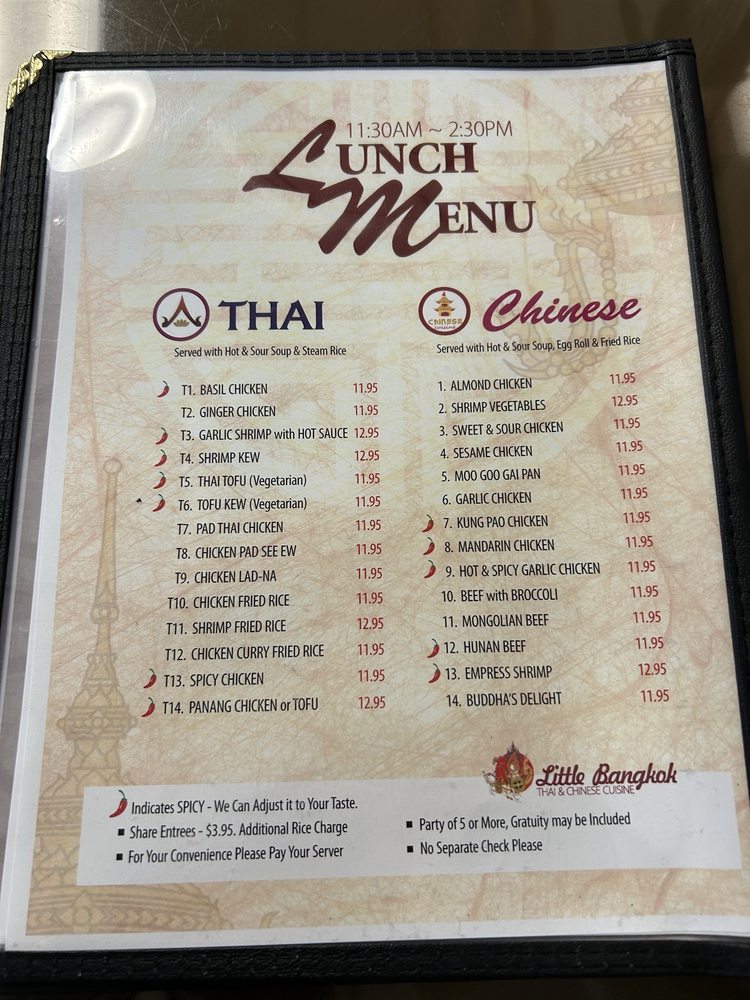 11:30AM ~ 2:30PM
LUNCH
MENU
THAI
Served with Hot & Sour Soup & Steam Rice
T1. BASIL CHICKEN 11.95
T2. GINGER CHICKEN 11.95
T3. GARLIC SHRIMP with HOT SAUCE 12.95
T4. SHRIMP KEW 12.95
T5. THAI TOFU (Vegetarian) 11.95
T6. TOFU KEW (Vegetarian) 11.95
T7. PAD THAI CHICKEN 11.95
T8. CHICKEN PAD SEE EW 11.95
T9. CHICKEN LAD-NA 11.95
T10. CHICKEN FRIED RICE 11.95
T11. SHRIMP FRIED RICE 12.95
T12. CHICKEN CURRY FRIED RICE 11.95
T13. SPICY CHICKEN 11.95
T14. PANANG CHICKEN or TOFU 12.95
CHINESE
Chinese
Served with Hot & Sour Soup, Egg Roll & Fried Rice
1. ALMOND CHICKEN 11.95
2. SHRIMP VEGETABLES 12.95
3. SWEET & SOUR CHICKEN 11.95
4. SESAME CHICKEN 11.95
5. MOO GOO GAI PAN 11.95
6. GARLIC CHICKEN 11.95
7. KUNG PAO CHICKEN 11.95
8. MANDARIN CHICKEN 11.95
9. HOT & SPICY GARLIC CHICKEN 11.95
10. BEEF with BROCCOLI 11.95
11. MONGOLIAN BEEF 11.95
12. HUNAN BEEF 11.95
13. EMPRESS SHRIMP 12.95
14. BUDDHA'S DELIGHT 11.95
Little Bangkok
THAI & CHINESE CUISINE
Indicates SPICY - We Can Adjust it to Your Taste.
▪ Share Entrees - $3.95. Additional Rice Charge
▪ For Your Convenience Please Pay Your Server
▪ Party of 5 or More, Gratuity may be Included
▪ No Separate Check Please